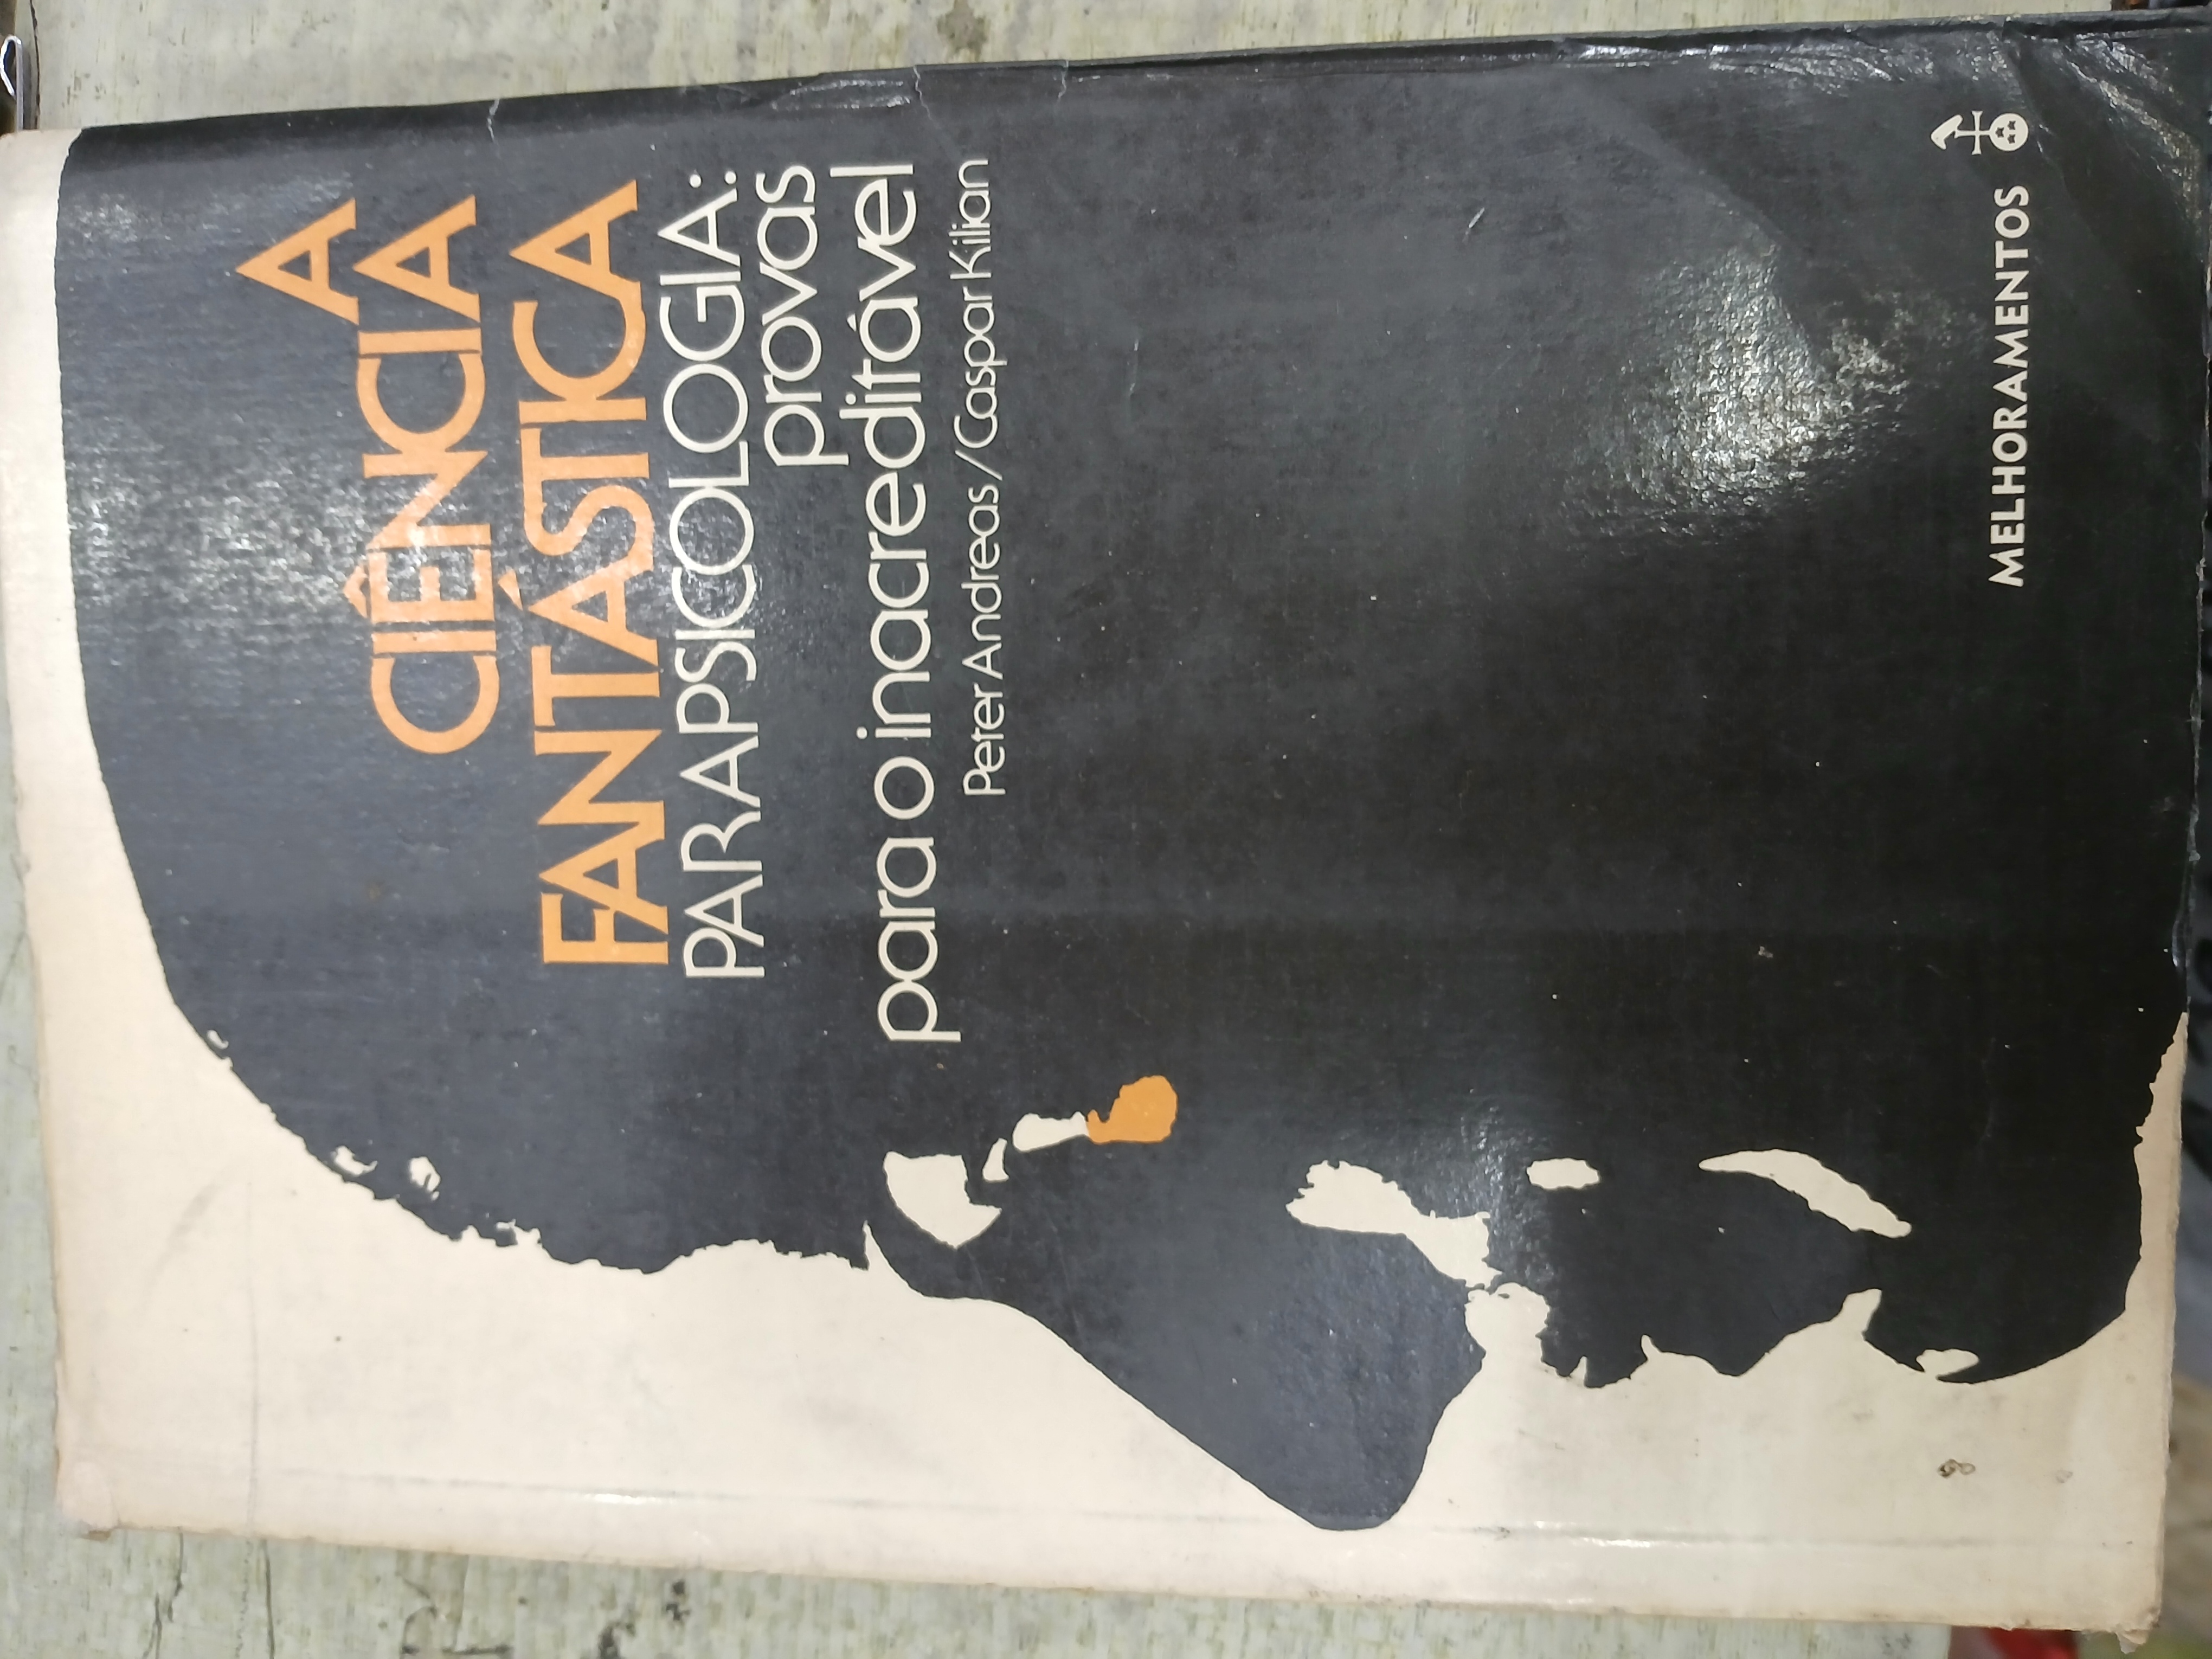 A
CIÊNCIA
FANTÁSTICA
PARAPSICOLOGIA:
provas
para o inacreditável
Peter Andreas/Caspar Kilian
MELHORAMENTOS